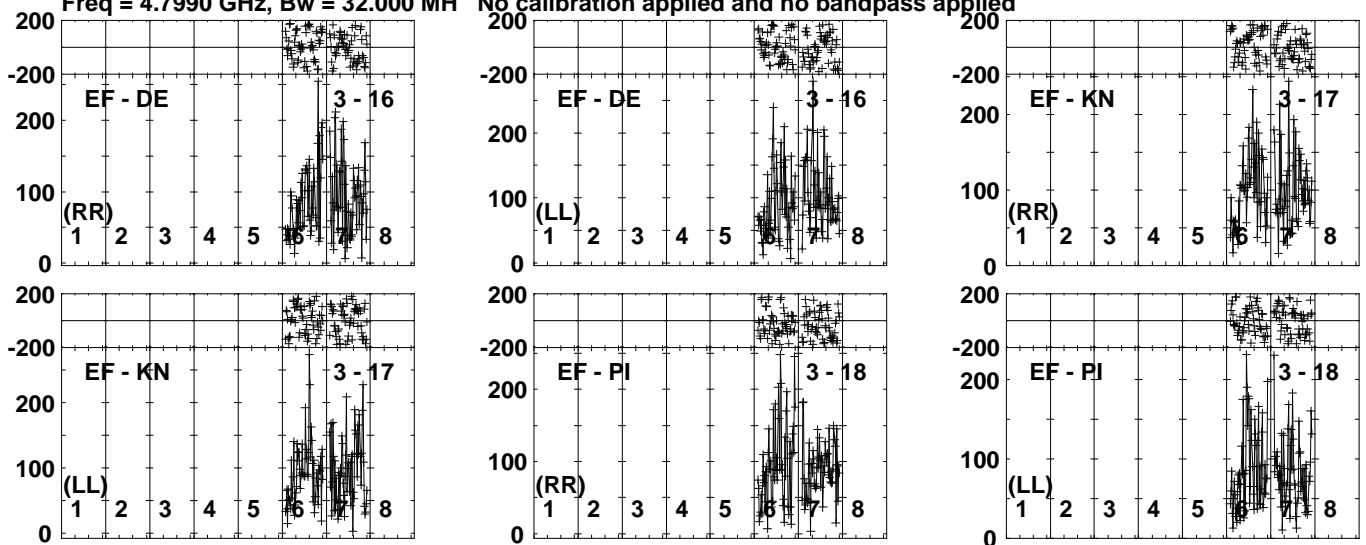 Freq = 4.7990 GHz, Bw = 32.000 MH No calibration applied and no bandpass applied
200 200 200
-200 -200 -200
EF - DE 3 - 16 EF - DE 3 - 16 EF - KN 3 - 17
200 200 200
100 100 100
(RR) (LL) (RR)
1 2 3 4 5 6 7 8 1 2 3 4 5 6 7 8 1 2 3 4 5 6 7 8
0 0 0
200 200 200
-200 -200 -200
EF - KN 3 - 17 EF - PI 3 - 18 EF - PI 3 - 18
200 200 200
100 100 100
(LL) (RR) (LL)
1 2 3 4 5 6 7 8 1 2 3 4 5 6 7 8 1 2 3 4 5 6 7 8
0 0 0